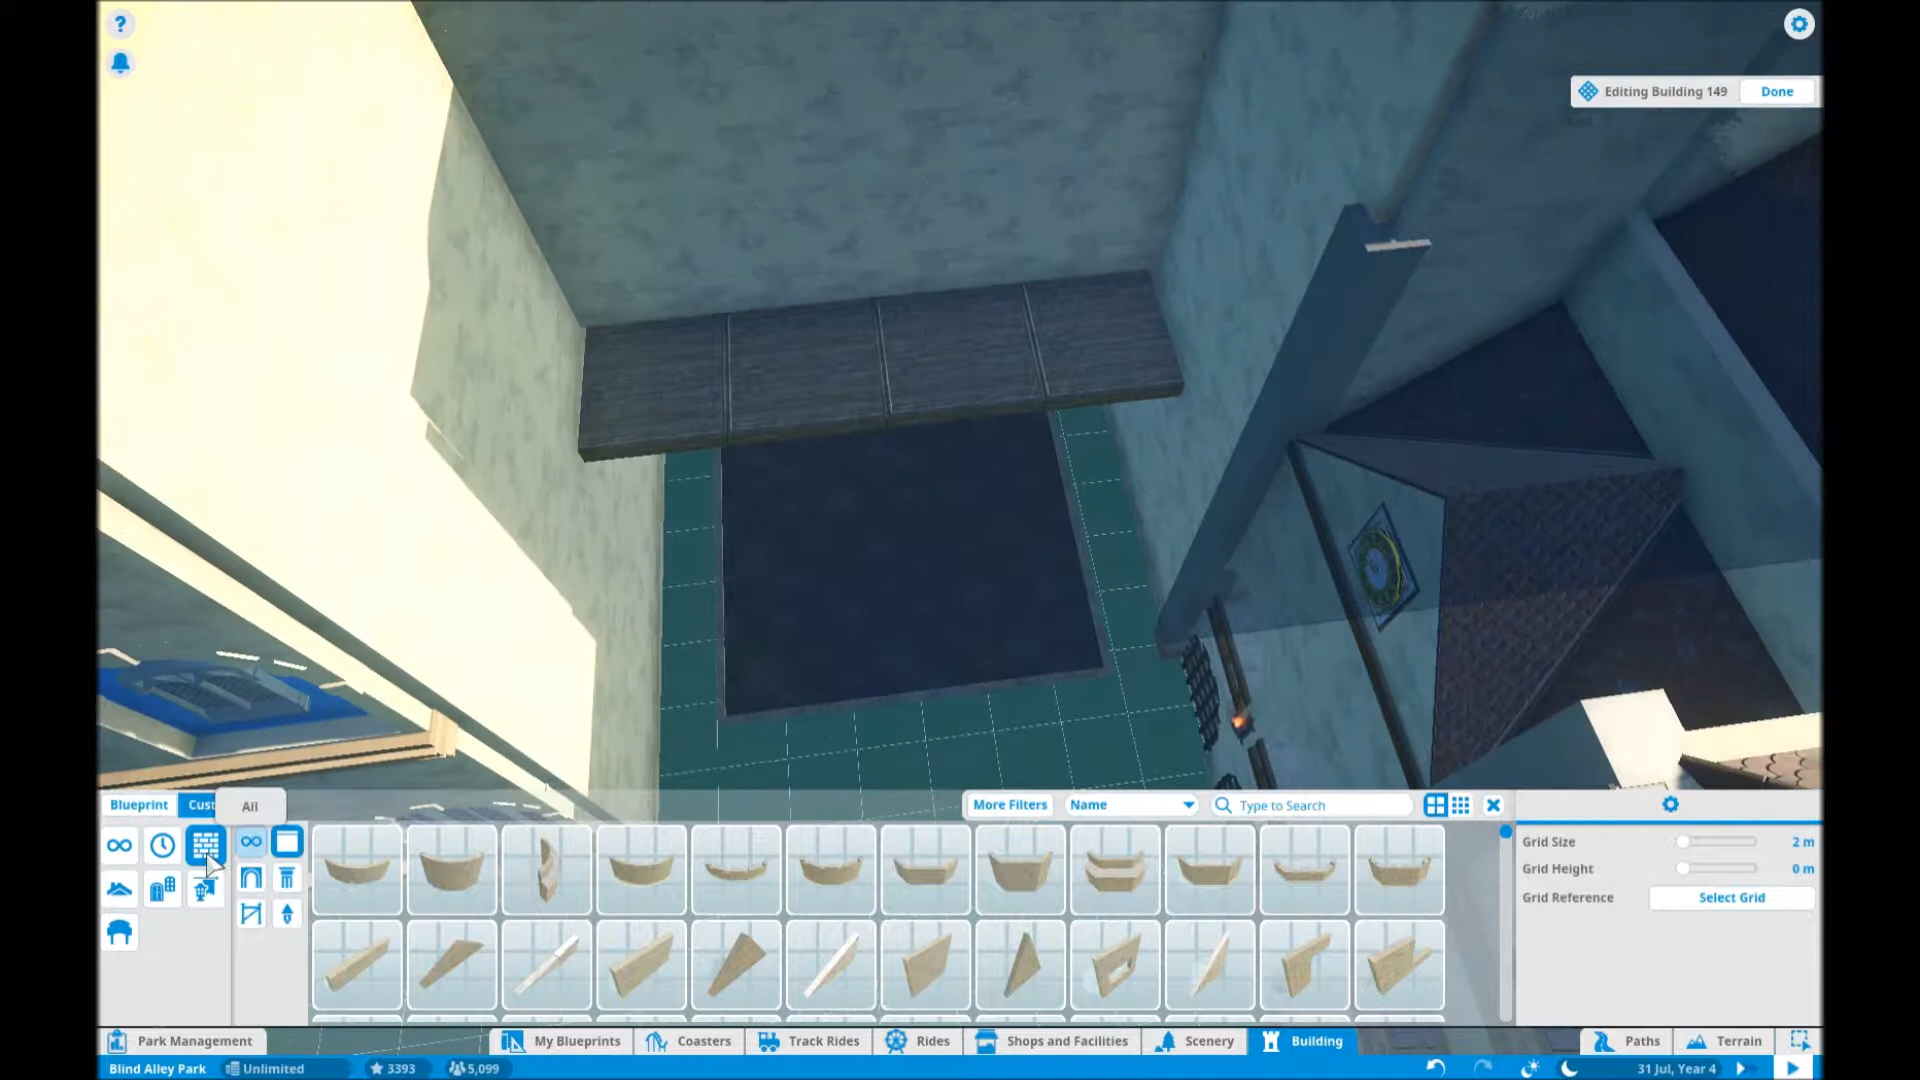 ?
Editing Building 149 Done
Blueprint Cust All More Filters Name Type to Search
Grid Size 2 m
Grid Height 0 m
Grid Reference Select Grid
Park Management My Blueprints Coasters Track Rides Rides Shops and Facilities Scenery Building Paths Terrain
Blind Alley Park Unlimited 3393 5,099 31 Jul, Year 4